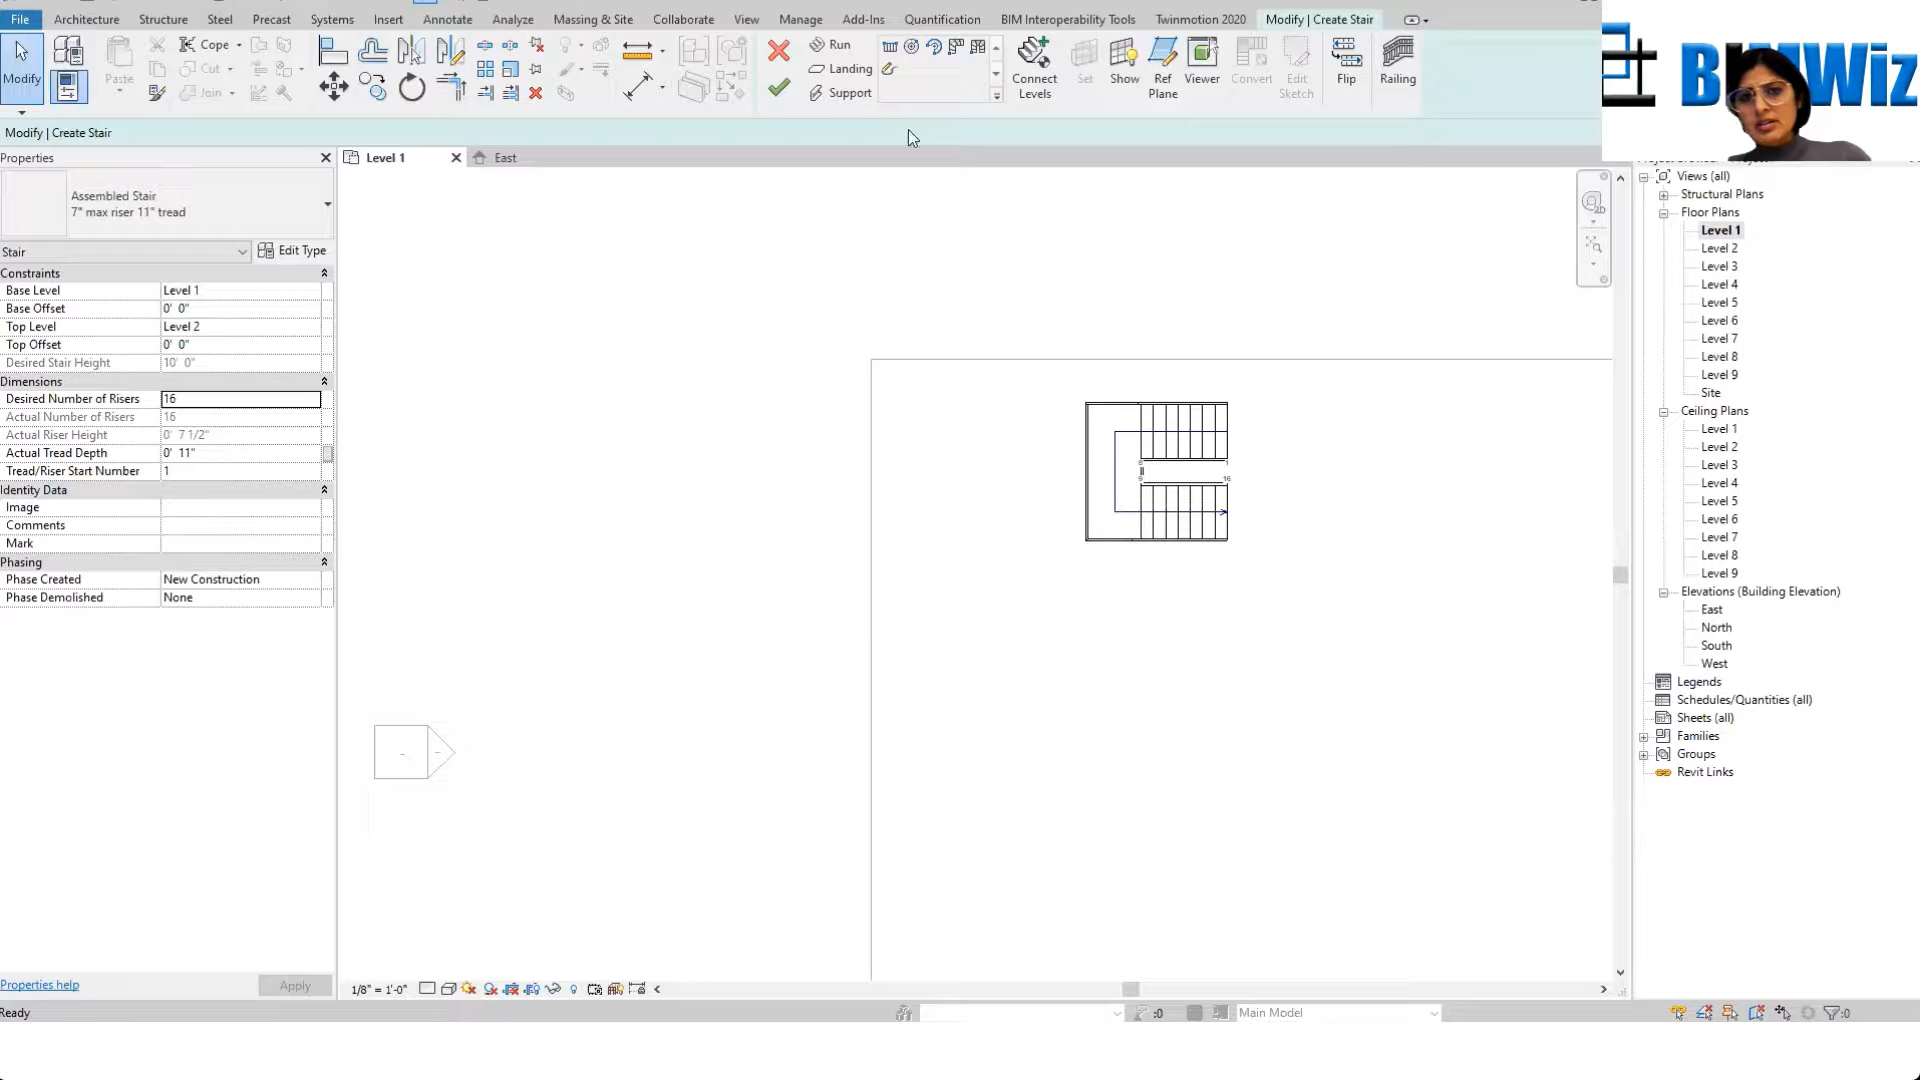 File Architecture Structure Steel Precast Systems Insert Annotate Analyze Massing & Site Collaborate View Manage Add-Ins Quantification BIM Interoperability Tools Twinmotion 2020 Modify | Create Stair
Modify Paste Cope Cut Join Run Landing Support Connect Levels Set Show Ref Plane Viewer Convert Edit Sketch Flip Railing
Modify | Create Stair
Properties
Level 1 East
Assembled Stair
7" max riser 11" tread
Stair Edit Type
Constraints
Base Level Level 1
Base Offset 0' 0"
Top Level Level 2
Top Offset 0' 0"
Desired Stair Height 10' 0"
Dimensions
Desired Number of Risers 16
Actual Number of Risers 16
Actual Riser Height 0' 7 1/2"
Actual Tread Depth 0' 11"
Tread/Riser Start Number 1
Identity Data
Image
Comments
Mark
Phasing
Phase Created New Construction
Phase Demolished None
Properties help Apply
8 1
9 16
2D
1/8" = 1'-0"
Ready
:0 Main Model :0
Views (all)
Structural Plans
Floor Plans
Level 1
Level 2
Level 3
Level 4
Level 5
Level 6
Level 7
Level 8
Level 9
Site
Ceiling Plans
Level 1
Level 2
Level 3
Level 4
Level 5
Level 6
Level 7
Level 8
Level 9
Elevations (Building Elevation)
East
North
South
West
Legends
Schedules/Quantities (all)
Sheets (all)
Families
Groups
Revit Links